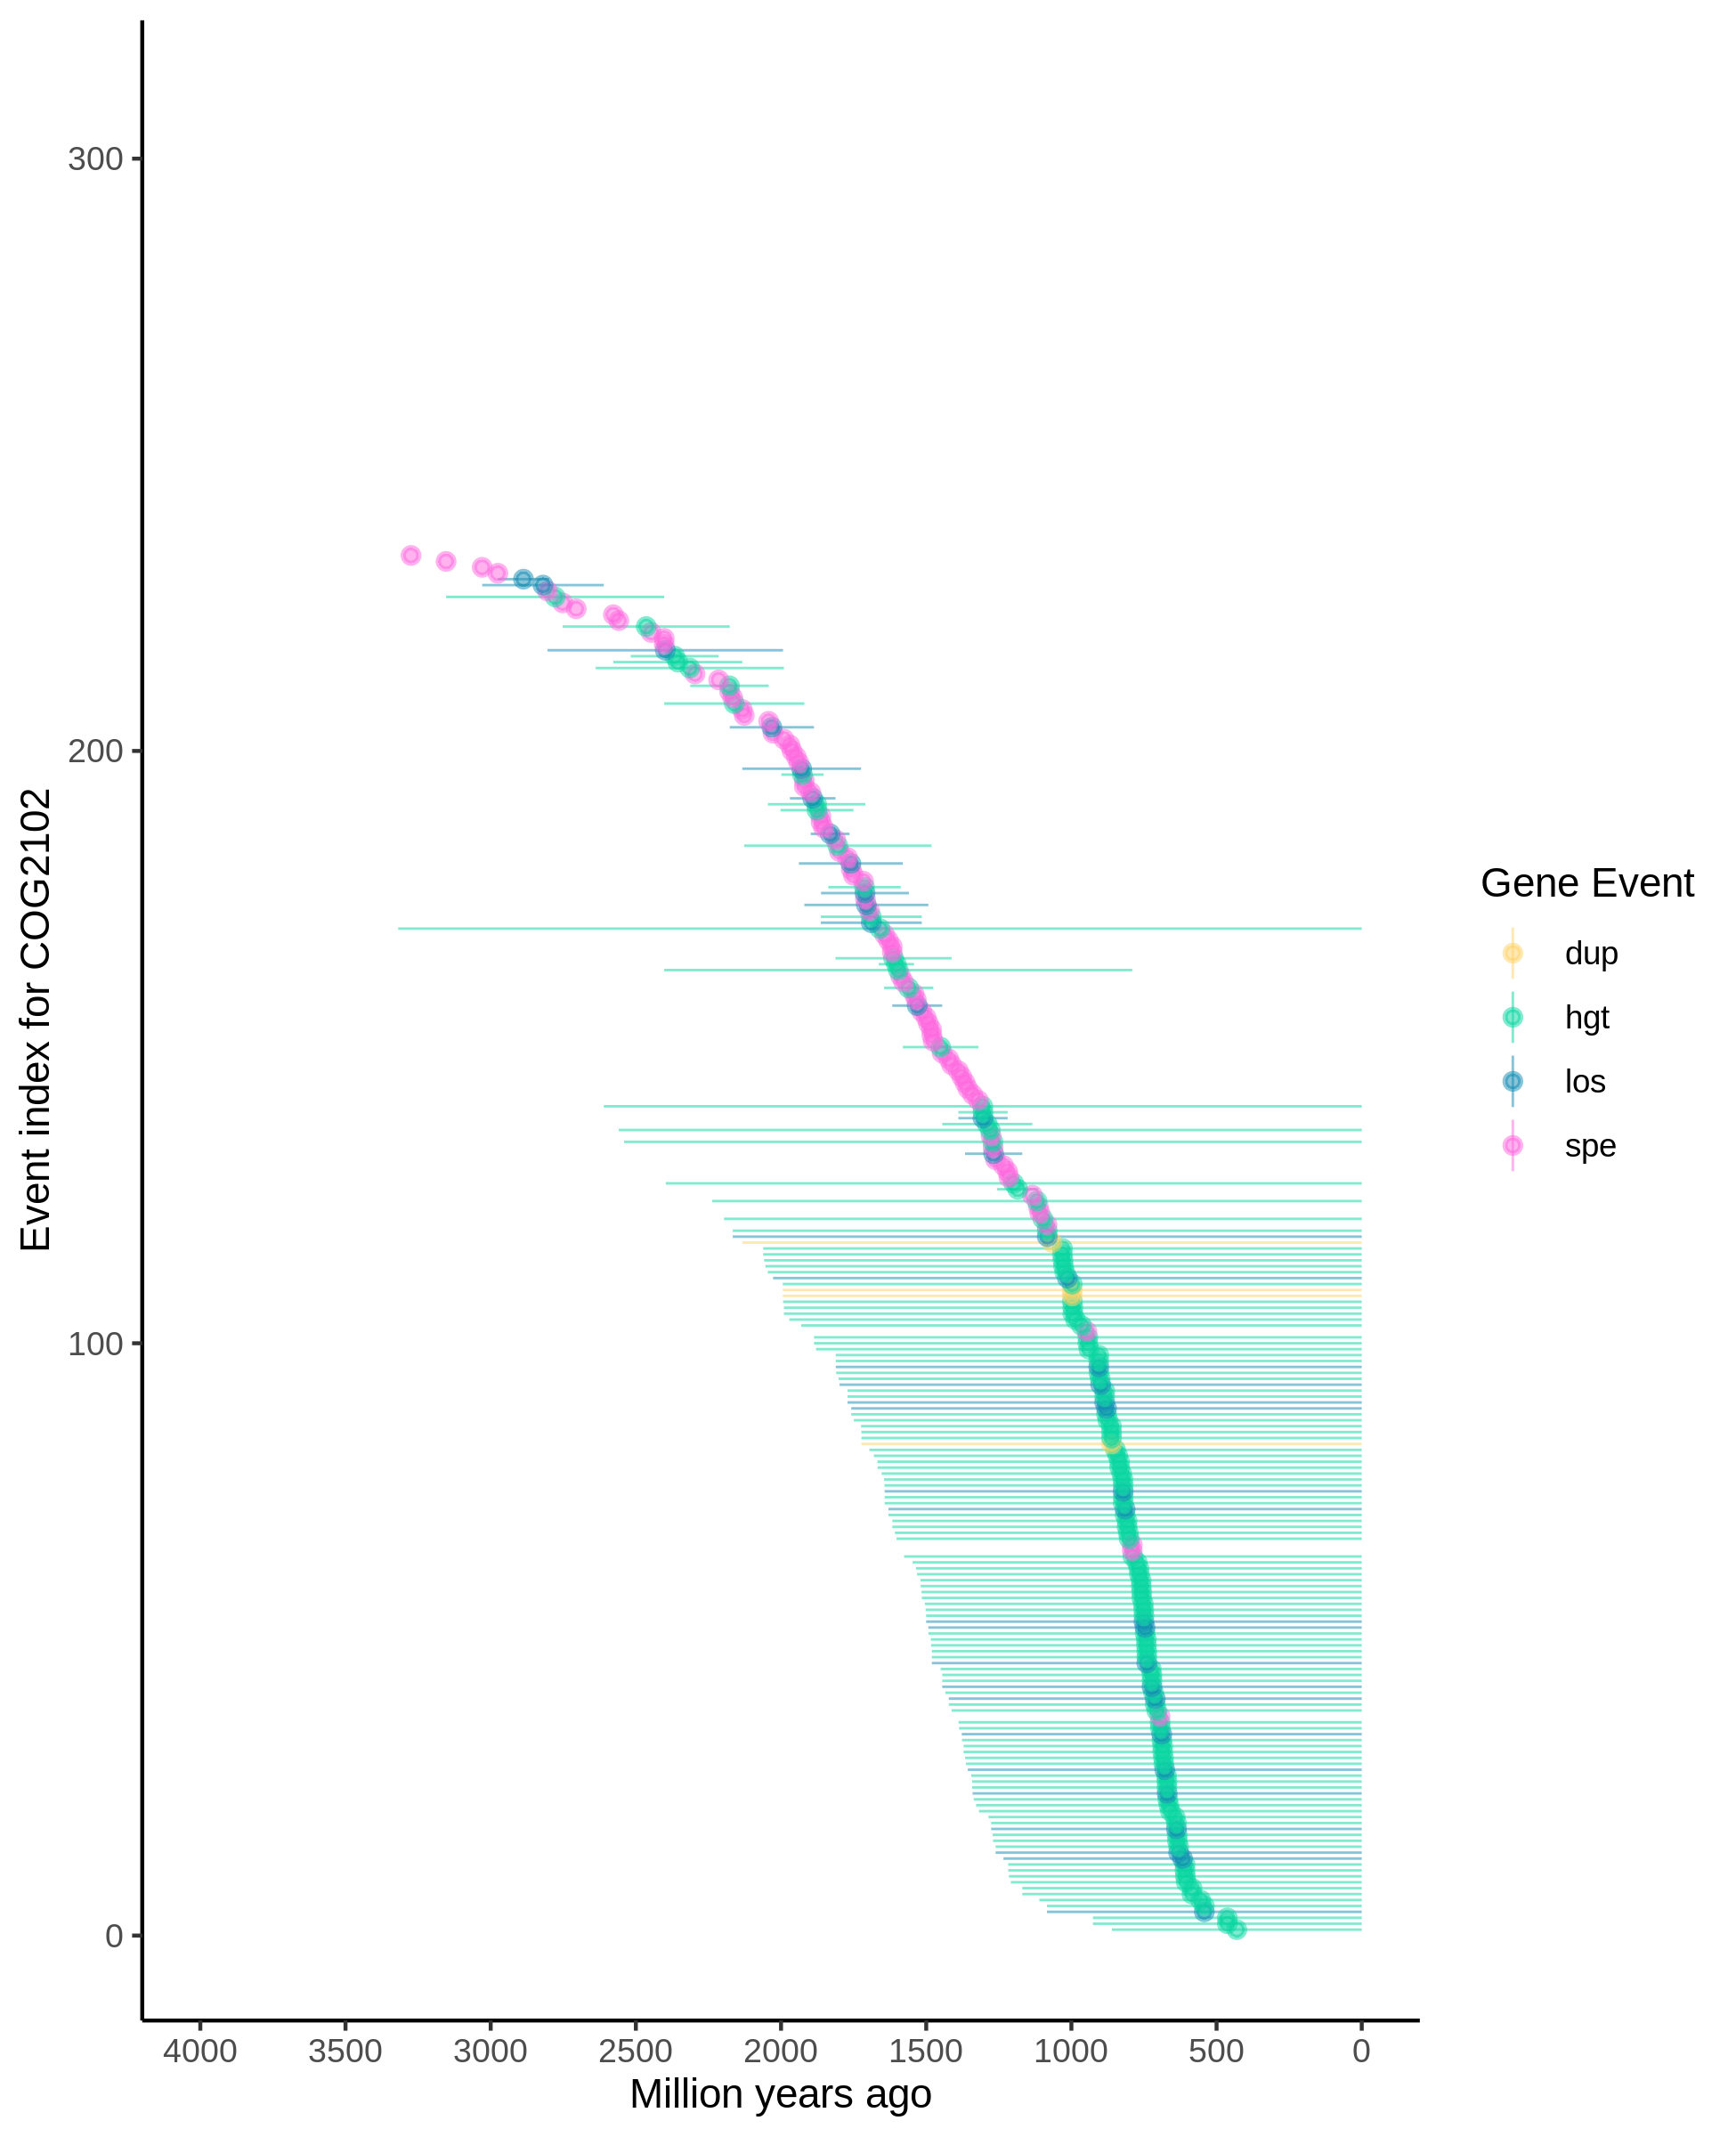 300
200
100
0
Event index for COG2102
4000 3500 3000 2500 2000 1500 1000 500 0
Million years ago
Gene Event
dup
hgt
los
spe